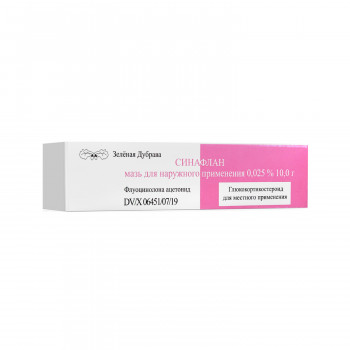 Зелёная Дубрава
СИНАФЛАН
мазь для наружного применения 0,025 % 10,0 г
Флуоцинолона ацетонид
DV/X 06451/07/19
Глюкокортикостероид
для местного применения